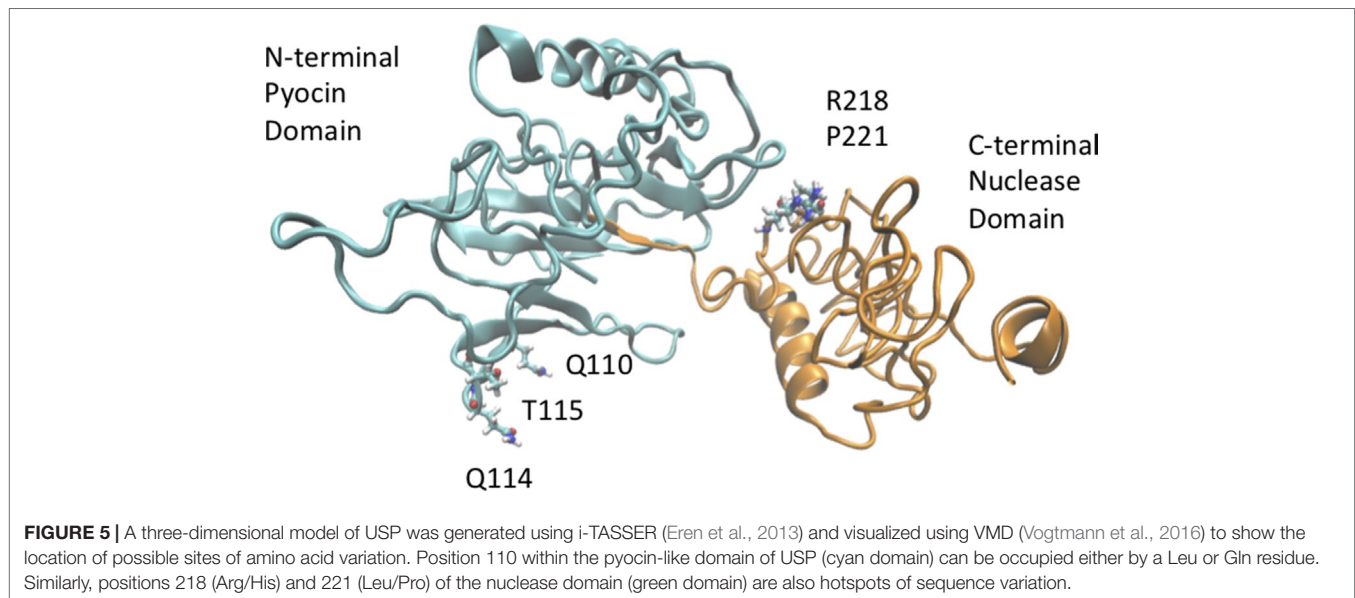 N-terminal
Pyocin
Domain
R218
P221
C-terminal
Nuclease
Domain
Q110
T115
Q114
FIGURE 5 | A three-dimensional model of USP was generated using i-TASSER (Eren et al., 2013) and visualized using VMD (Vogtmann et al., 2016) to show the
location of possible sites of amino acid variation. Position 110 within the pyocin-like domain of USP (cyan domain) can be occupied either by a Leu or Gln residue.
Similarly, positions 218 (Arg/His) and 221 (Leu/Pro) of the nuclease domain (green domain) are also hotspots of sequence variation.